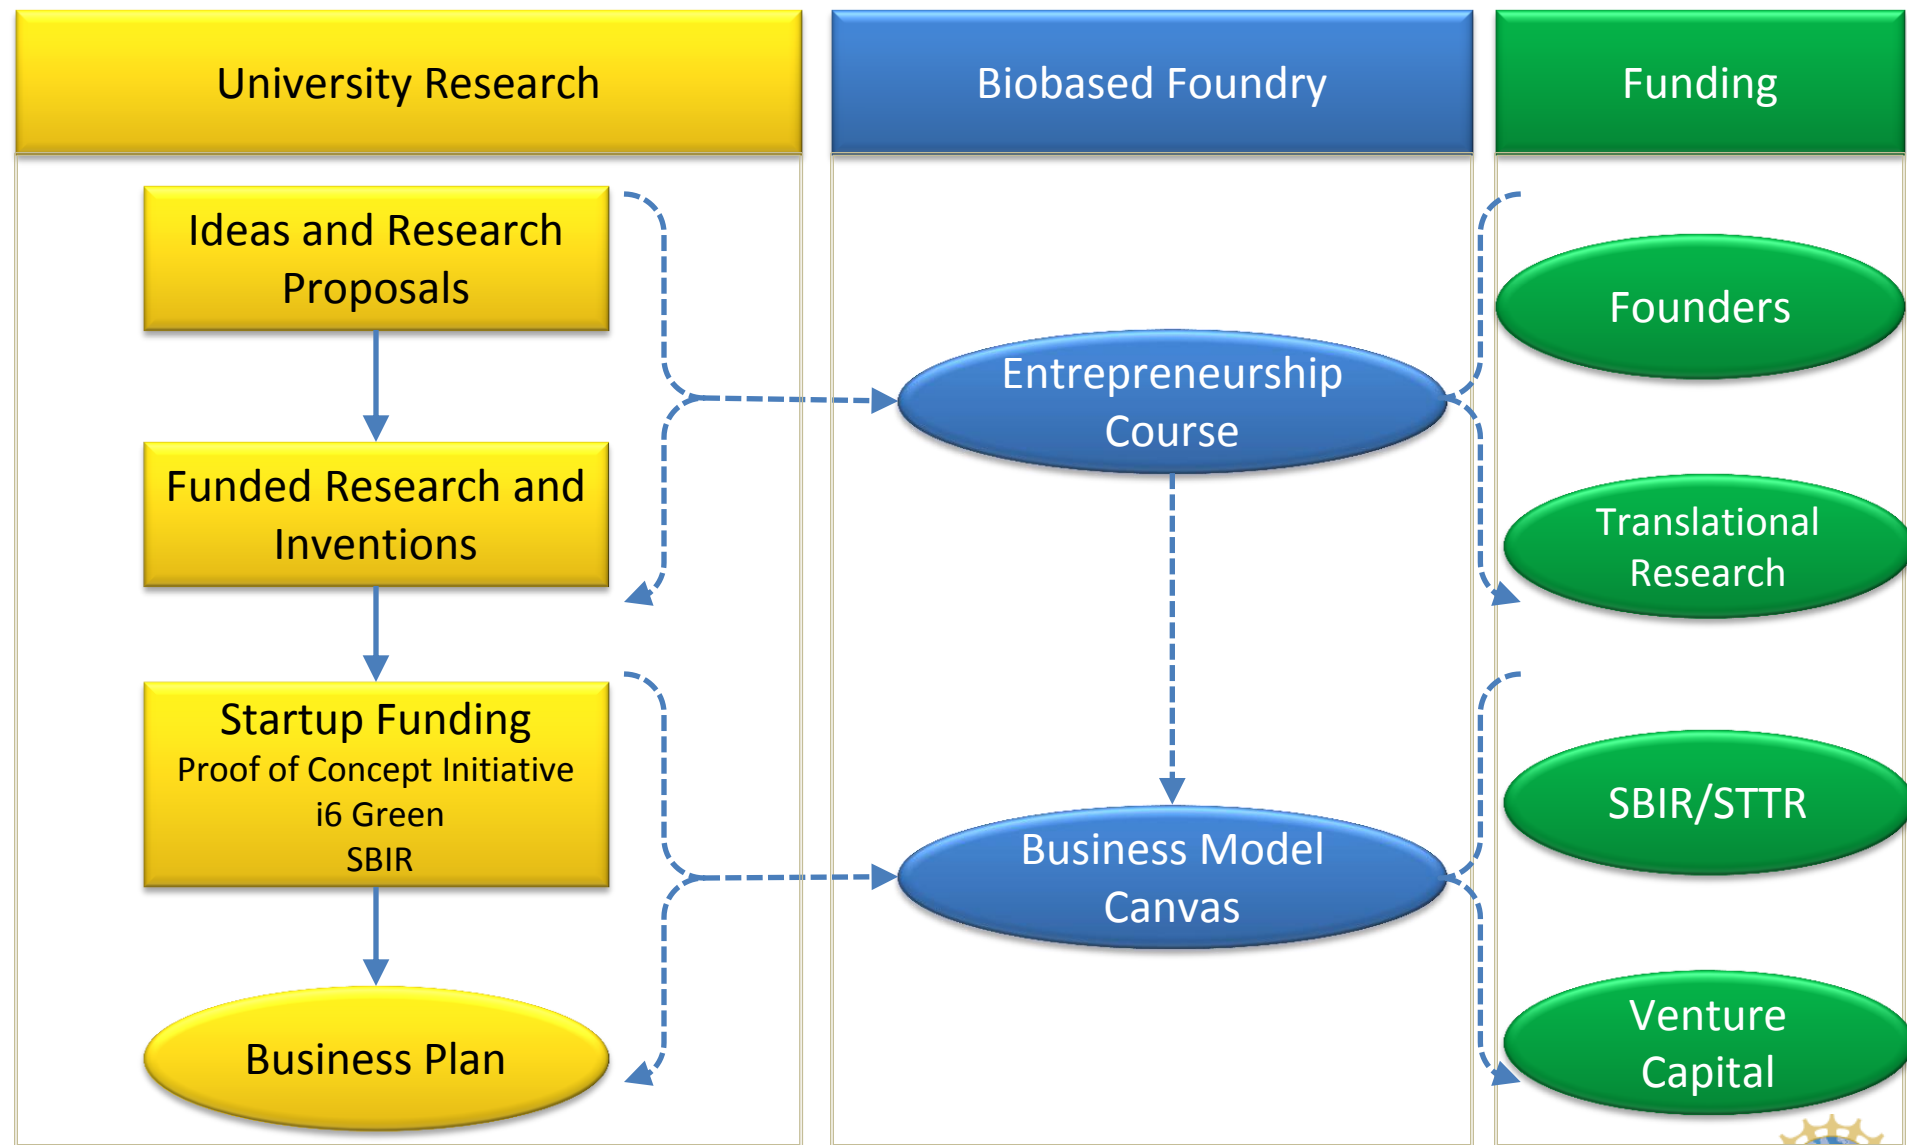 University Research
Biobased Foundry
Funding
Ideas and Research
Proposals
Funded Research and
Inventions
Startup Funding
Proof of Concept Initiative
i6 Green
SBIR
Business Plan
Entrepreneurship
Course
Business Model
Canvas
Founders
Translational
Research
SBIR/STTR
Venture
Capital